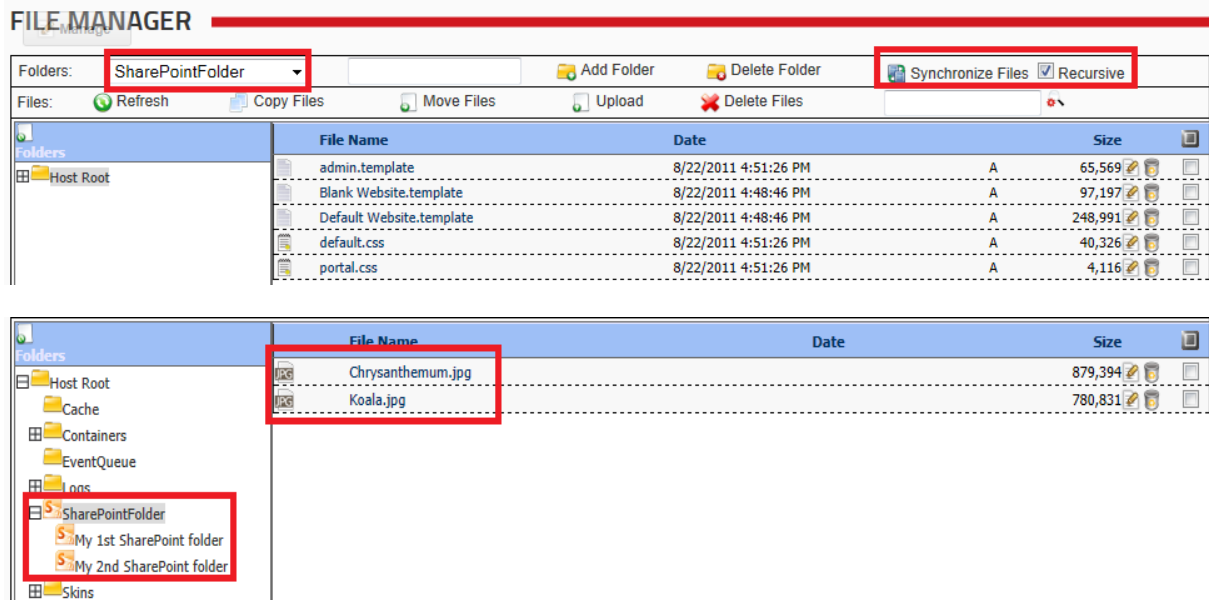 FILE MANAGER
Manage
Folders: SharePointFolder Add Folder Delete Folder Synchronize Files Recursive
Files: Refresh Copy Files Move Files Upload Delete Files
Folders File Name Date Size
Host Root
admin.template 8/22/2011 4:51:26 PM A 65,569
Blank Website.template 8/22/2011 4:48:46 PM A 97,197
Default Website.template 8/22/2011 4:48:46 PM A 248,991
default.css 8/22/2011 4:51:26 PM A 40,326
portal.css 8/22/2011 4:51:26 PM A 4,116
Folders File Name Date Size
JPG Chrysanthemum.jpg 879,394
JPG Koala.jpg 780,831
Host Root
Cache
Containers
EventQueue
Logs
SharePointFolder
My 1st SharePoint folder
My 2nd SharePoint folder
Skins